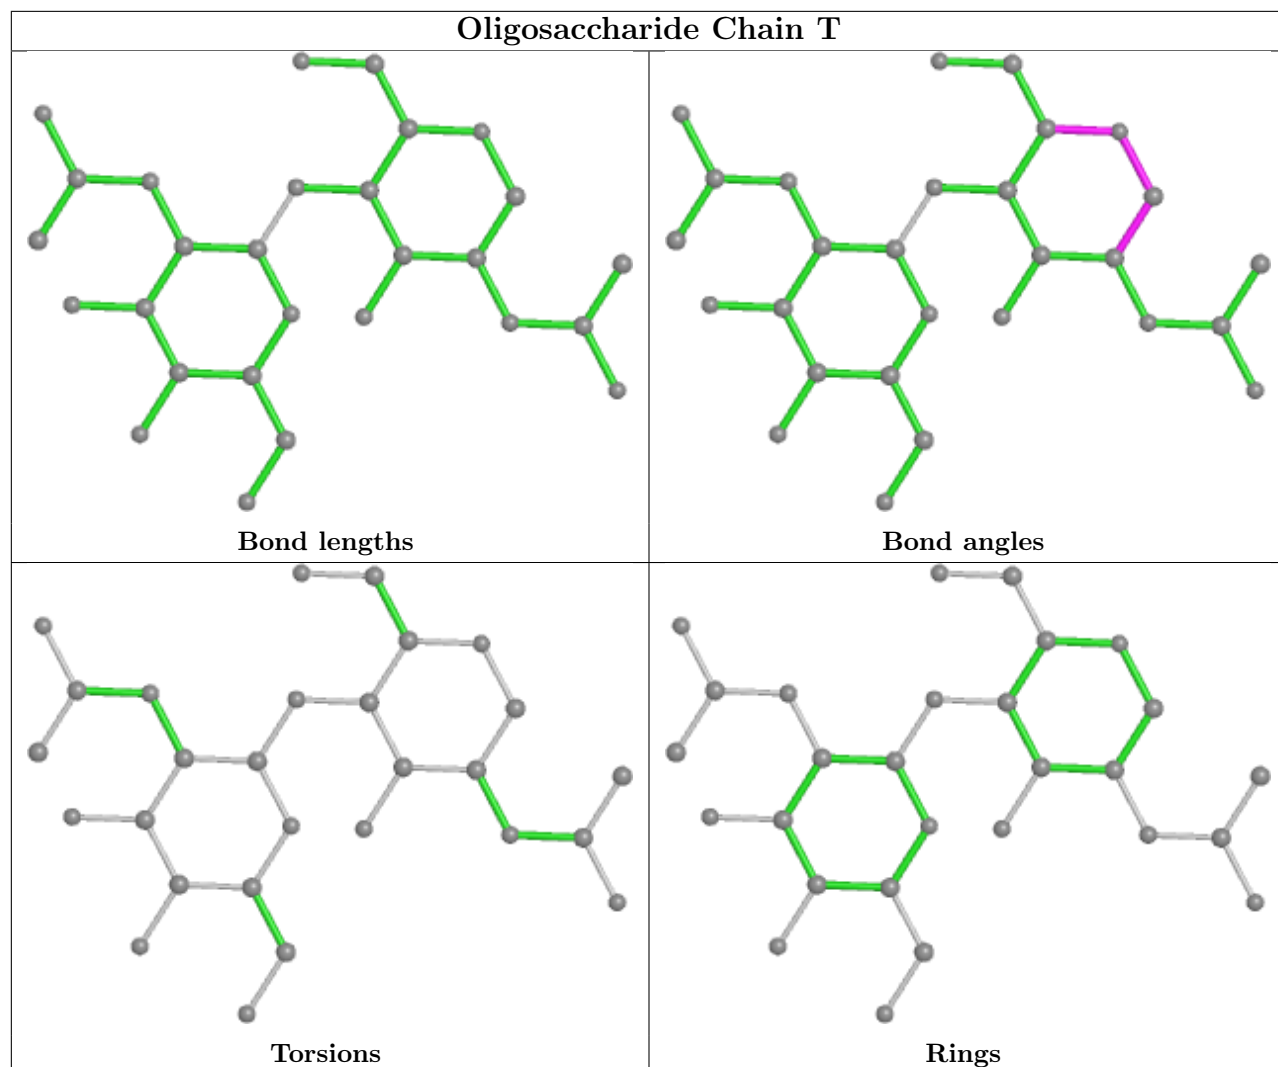 Oligosaccharide Chain T
Bond lengths
Bond angles
Torsions
Rings